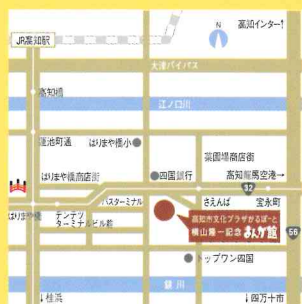 高知インター↑
N
JR高知駅
大津バイパス
高知橋
江ノ口川
蓮池町通
はりまや橋小
菜園場商店街
はりまや橋商店街
四国銀行
高知龍馬空港→
32
バスターミナル
さえんば
宝永町
はりまや橋
デンテツ
ターミナルビル前
高知市文化プラザかるぽーと
横山隆一記念まんが館
56
トップワン四国
鏡川
↓桂浜
↓四万十市